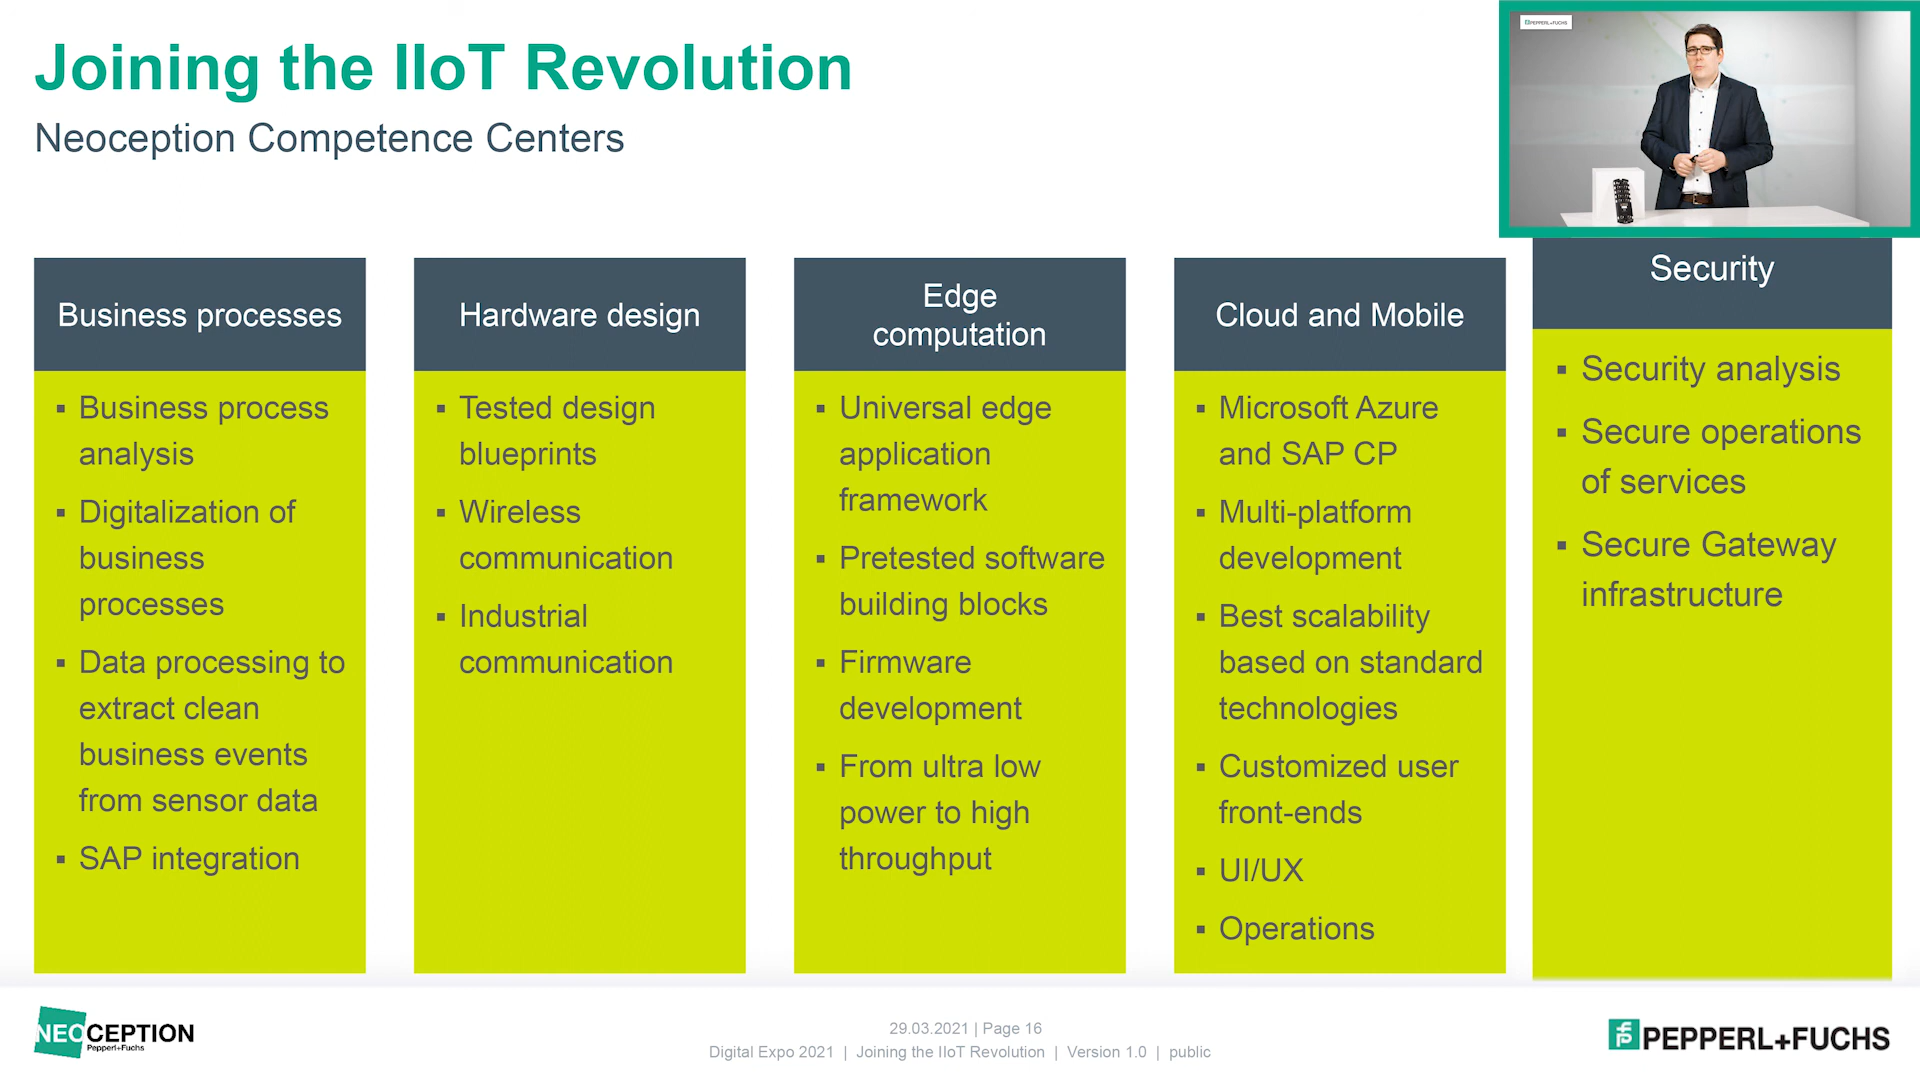 Joining the IIoT Revolution
Neoception Competence Centers
PEPPERL+FUCHS
Business processes
▪ Business process
analysis
▪ Digitalization of
business
processes
▪ Data processing to
extract clean
business events
from sensor data
▪ SAP integration
Hardware design
▪ Tested design
blueprints
▪ Wireless
communication
▪ Industrial
communication
Edge
computation
▪ Universal edge
application
framework
▪ Pretested software
building blocks
▪ Firmware
development
▪ From ultra low
power to high
throughput
Cloud and Mobile
▪ Microsoft Azure
and SAP CP
▪ Multi-platform
development
▪ Best scalability
based on standard
technologies
▪ Customized user
front-ends
▪ UI/UX
▪ Operations
Security
▪ Security analysis
▪ Secure operations
of services
▪ Secure Gateway
infrastructure
NEOCEPTION
Pepperl+Fuchs
29.03.2021 | Page 16
Digital Expo 2021 | Joining the IIoT Revolution | Version 1.0 | public
PEPPERL+FUCHS